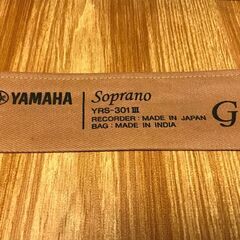 YAMAHA
Soprano
YRS-301III
RECORDER: MADE IN JAPAN
BAG: MADE IN INDIA
G